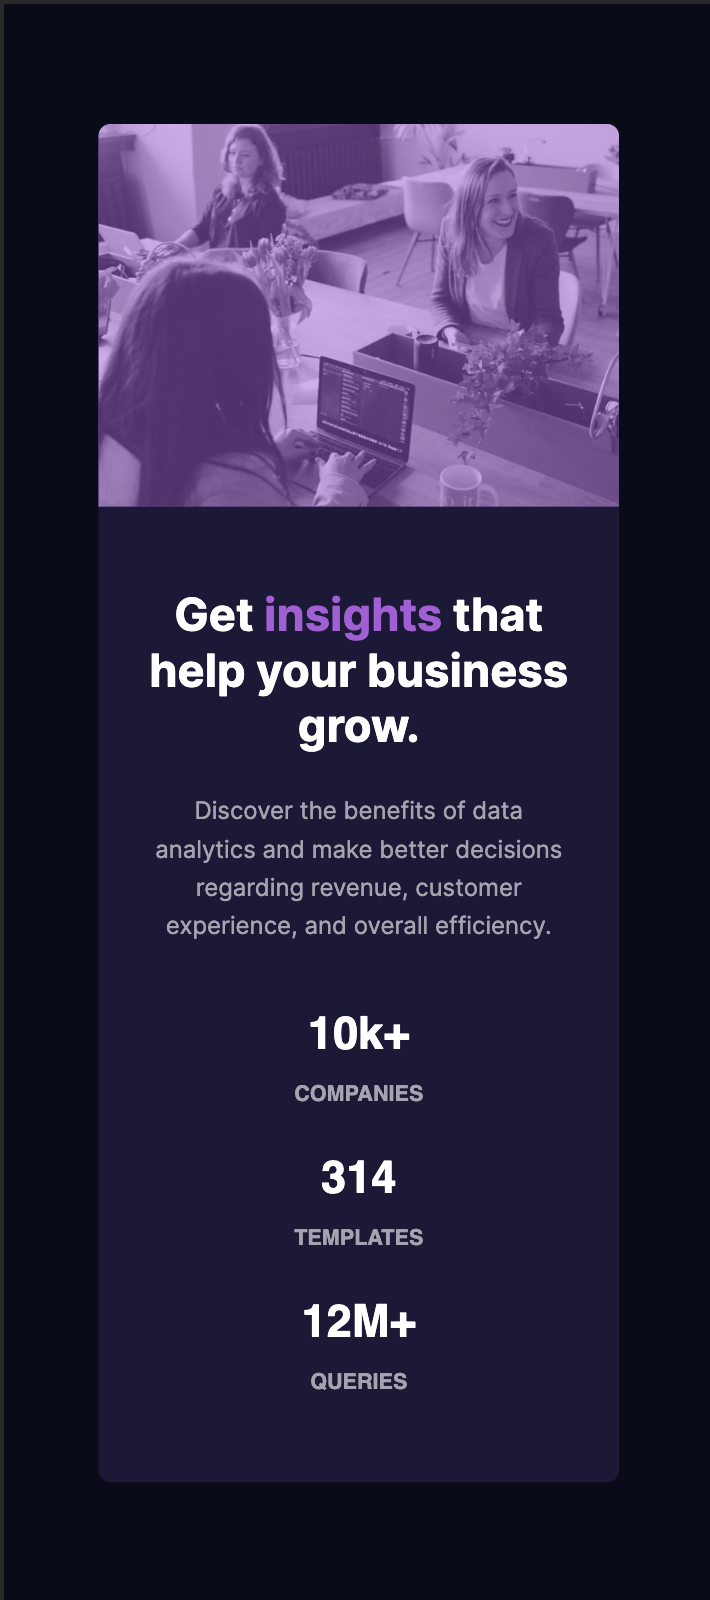 Get insights that
help your business
grow.
Discover the benefits of data
analytics and make better decisions
regarding revenue, customer
experience, and overall efficiency.
10k+
COMPANIES
314
TEMPLATES
12M+
QUERIES